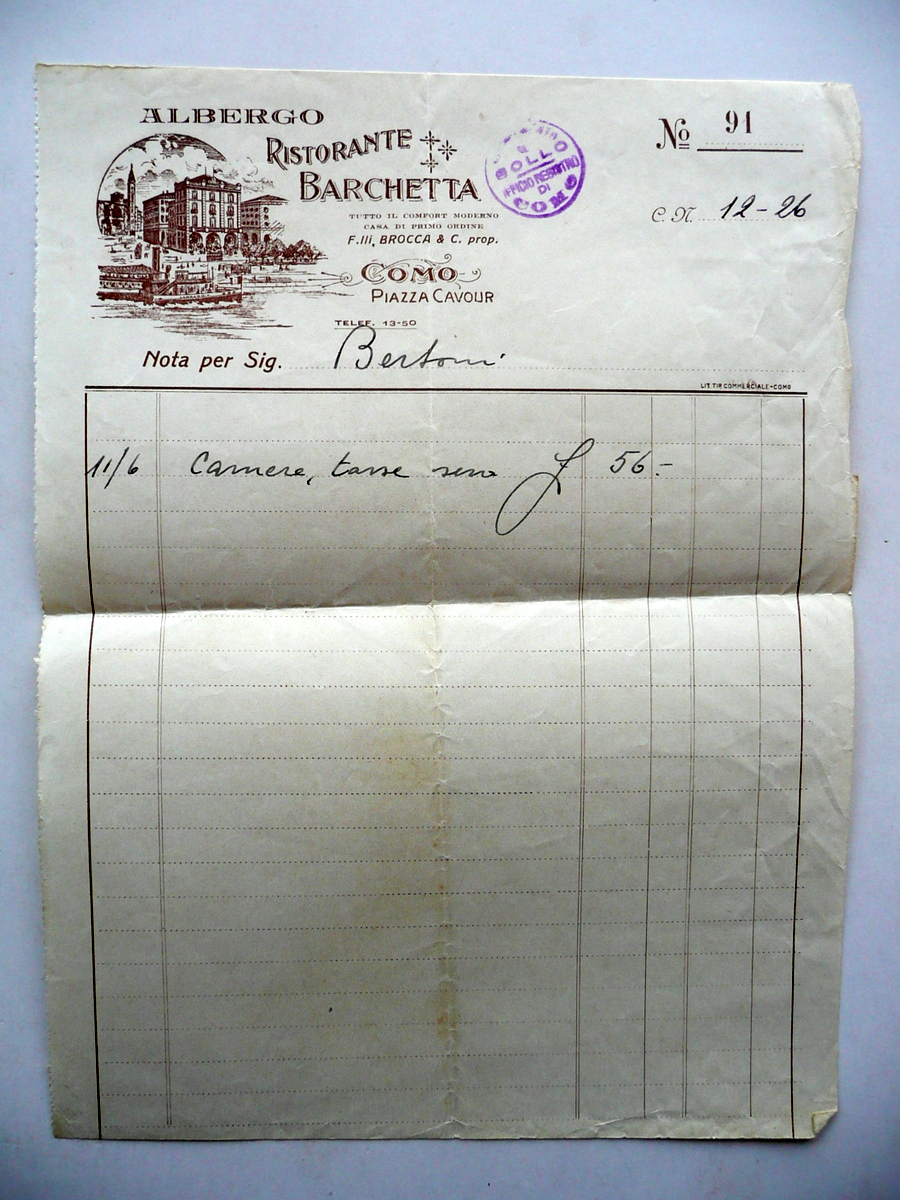 ALBERGO
RISTORANTE
BARCHETTA
TUTTO IL COMFORT MODERNO
CASA DI PRIMO ORDINE
F.lli, BROCCA & C. prop.
COMO
PIAZZA CAVOUR
TELEF. 13-50
BOLLO
UFFICIO REGISTRO
DI
COMO
No 91
C. N. 12-26
Nota per Sig. Bertoni
LIT. TIP. COMMERCIALE-COMO
11/6 Camere, tasse £ 56.-